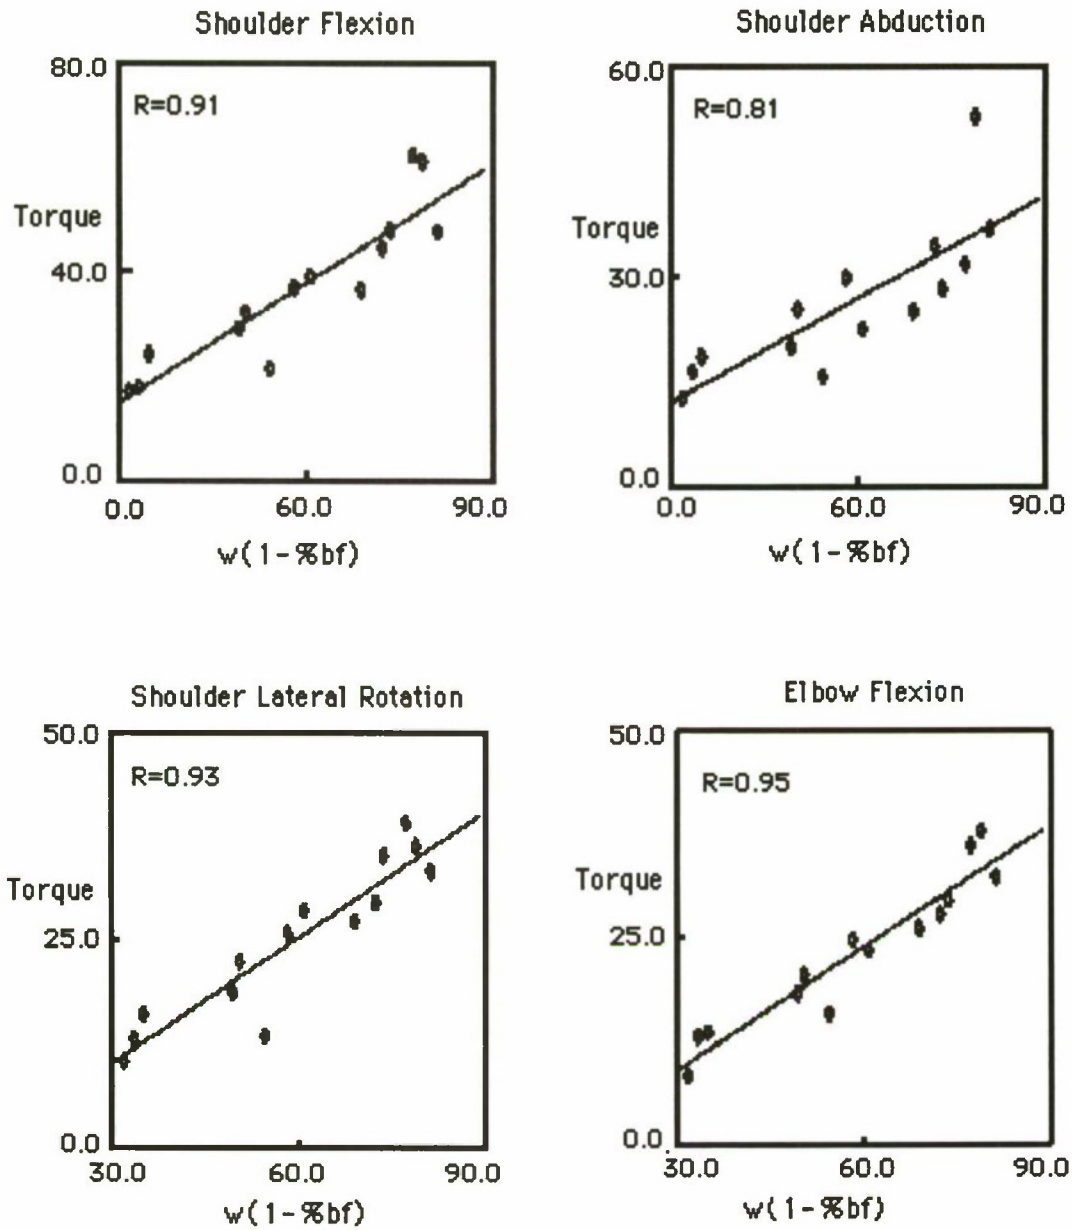 Shoulder Flexion
80.0
R=0.91
Torque
40.0
0.0
0.0 60.0 90.0
w(1-%bf)
Shoulder Abduction
60.0
R=0.81
Torque
30.0
0.0
0.0 60.0 90.0
w(1-%bf)
Shoulder Lateral Rotation
50.0
R=0.93
Torque
25.0
0.0
30.0 60.0 90.0
w(1-%bf)
Elbow Flexion
50.0
R=0.95
Torque
25.0
0.0
30.0 60.0 90.0
w(1-%bf)